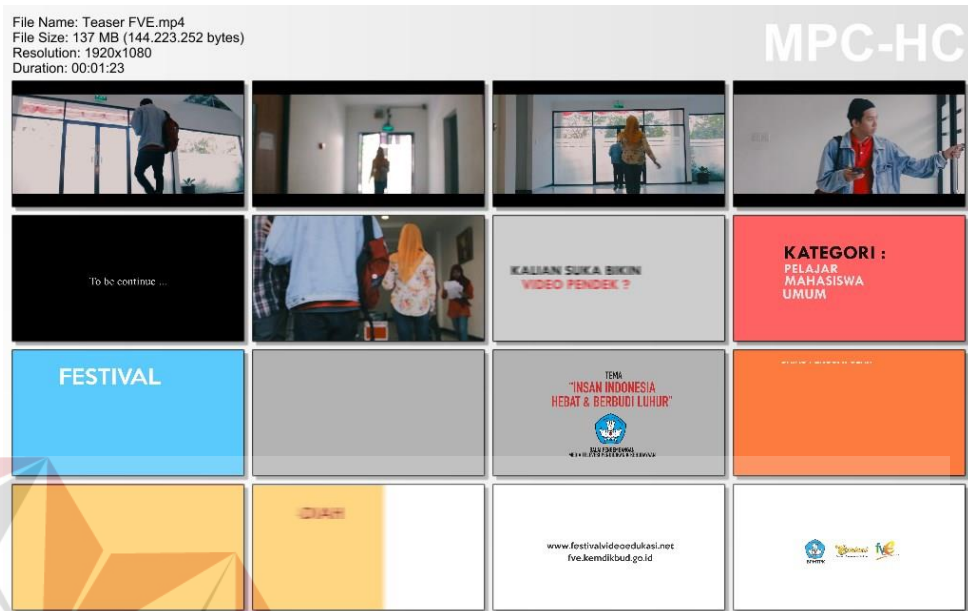 File Name: Teaser FVE.mp4
File Size: 137 MB (144.223.252 bytes)
Resolution: 1920x1080
Duration: 00:01:23
MPC-HC
To be continue ...
KALIAN SUKA BIKIN
VIDEO PENDEK ?
KATEGORI :
PELAJAR
MAHASISWA
UMUM
FESTIVAL
TEMA
"INSAN INDONESIA
HEBAT & BERBUDI LUHUR"
www.festivalvideoedukasi.net
fve.kemdikbud.go.id
fve